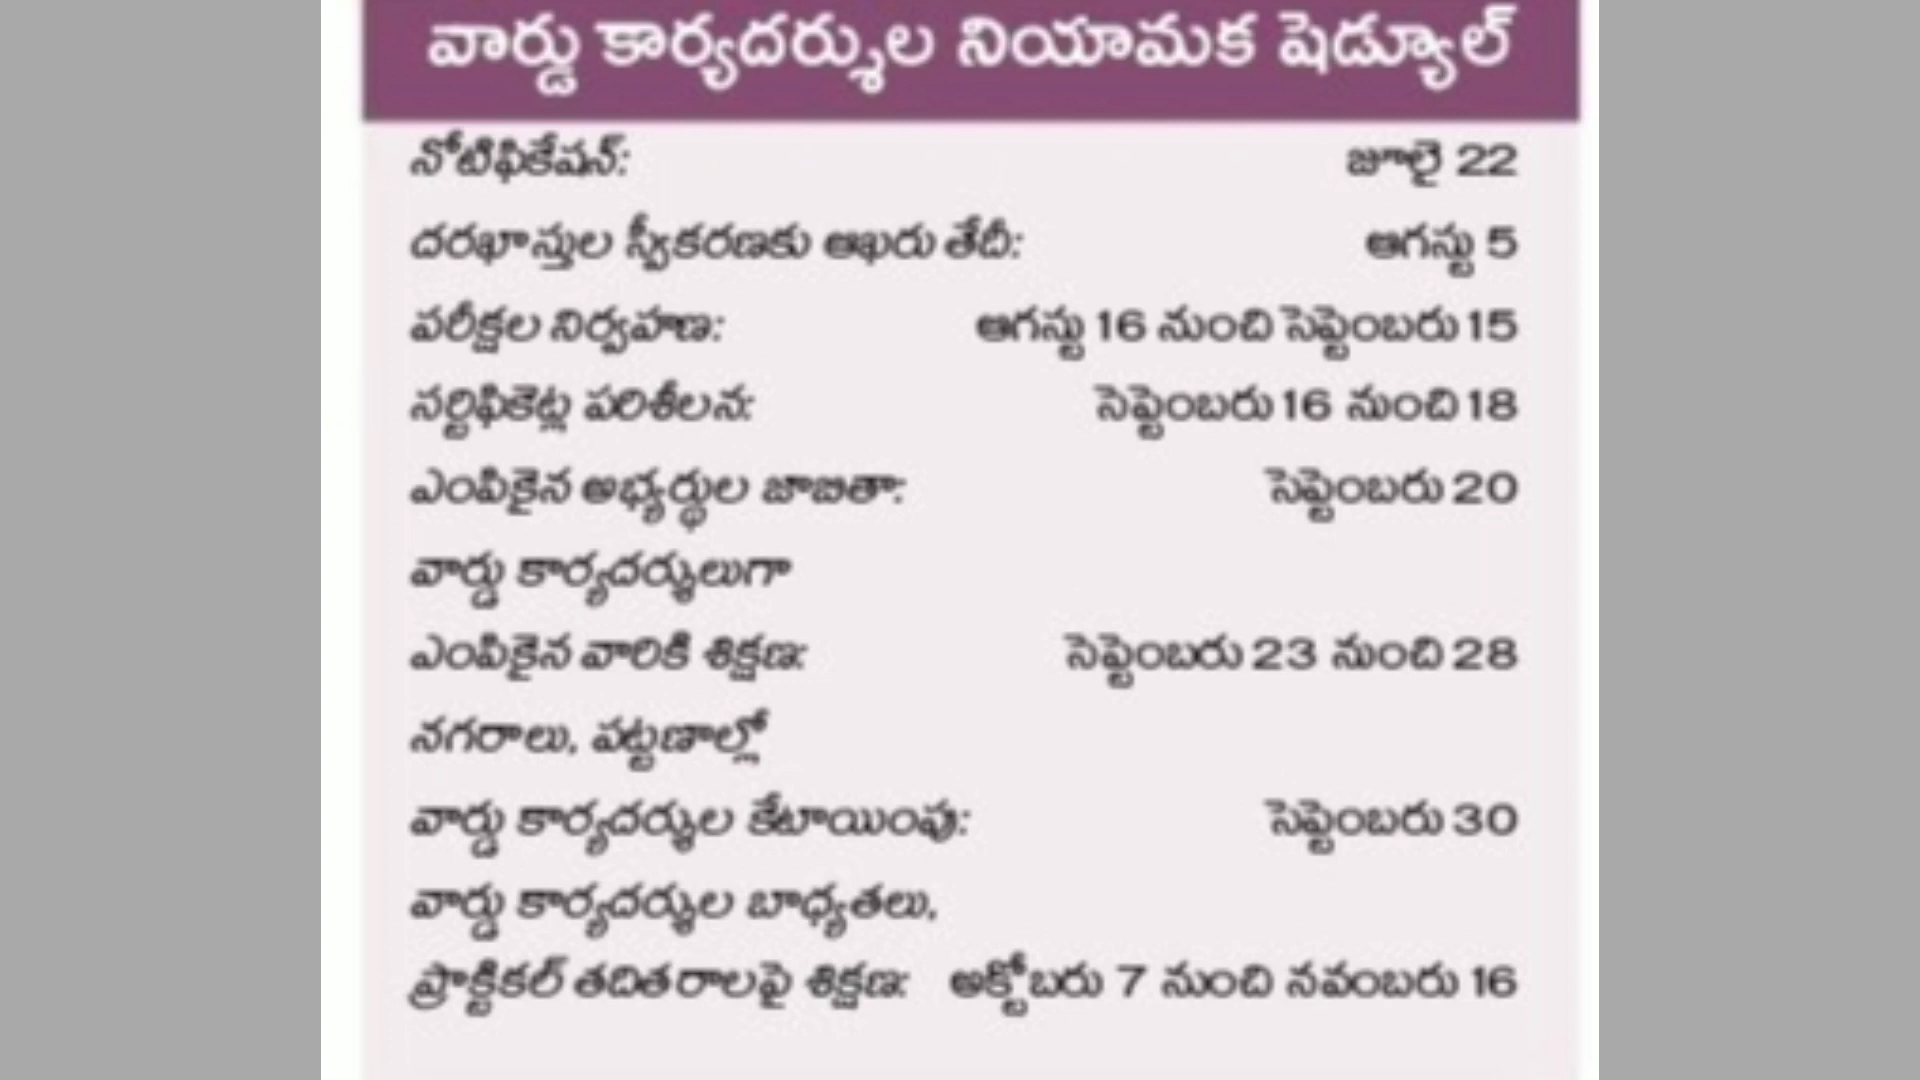 వార్డు కార్యదర్శుల నియామక షెడ్యూల్
నోటిఫికేషన్: జూలై 22
దరఖాస్తుల స్వీకరణకు ఆఖరు తేదీ: ఆగస్టు 5
పరీక్షల నిర్వహణ: ఆగస్టు 16 నుంచి సెప్టెంబరు 15
సర్టిఫికెట్ల పరిశీలన: సెప్టెంబరు 16 నుంచి 18
ఎంపికైన అభ్యర్థుల జాబితా: సెప్టెంబరు 20
వార్డు కార్యదర్శులుగా
ఎంపికైన వారికి శిక్షణ: సెప్టెంబరు 23 నుంచి 28
నగరాలు, పట్టణాల్లో
వార్డు కార్యదర్శుల కేటాయింపు: సెప్టెంబరు 30
వార్డు కార్యదర్శుల బాధ్యతలు,
ప్రాక్టికల్ తదితరాలపై శిక్షణ: అక్టోబరు 7 నుంచి నవంబరు 16